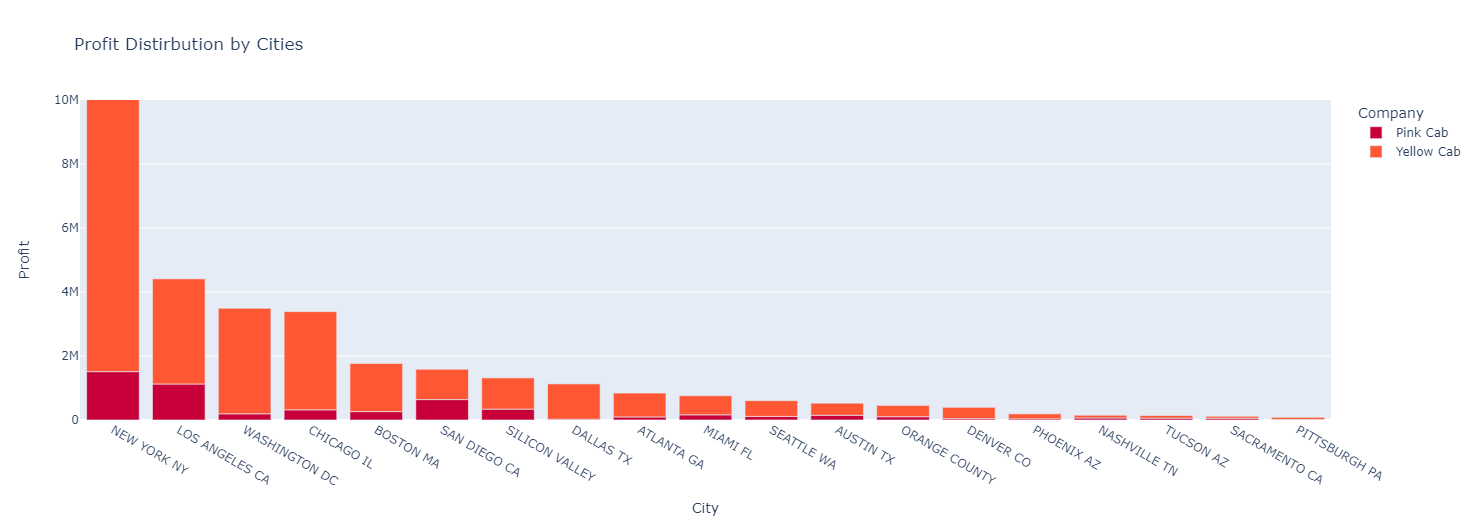 Profit Distirbution by Cities
10M
8M
6M
4M
2M
0
Profit
NEW YORK NY
LOS ANGELES CA
WASHINGTON DC
CHICAGO IL
BOSTON MA
SAN DIEGO CA
SILICON VALLEY
DALLAS TX
ATLANTA GA
MIAMI FL
SEATTLE WA
AUSTIN TX
ORANGE COUNTY
DENVER CO
PHOENIX AZ
NASHVILLE TN
TUCSON AZ
SACRAMENTO CA
PITTSBURGH PA
City
Company
Pink Cab
Yellow Cab